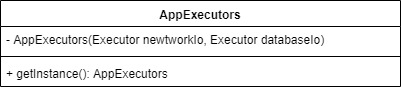 AppExecutors
- AppExecutors(Executor newtworkIo, Executor databaseIo)
+ getInstance(): AppExecutors